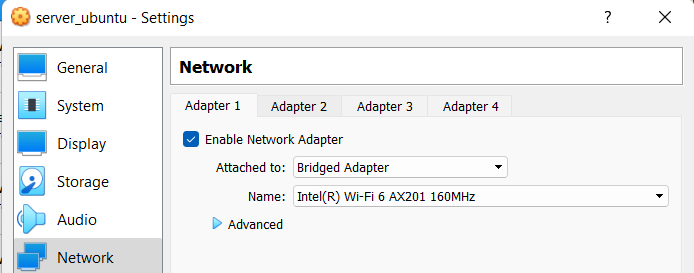 server_ubuntu - Settings
?
General
Network
System
Adapter 1
Adapter 2
Adapter 3
Adapter 4
Enable Network Adapter
Display
Attached to:
Bridged Adapter
Storage
Name:
Intel(R) Wi-Fi 6 AX201 160MHz
Audio
Advanced
Network